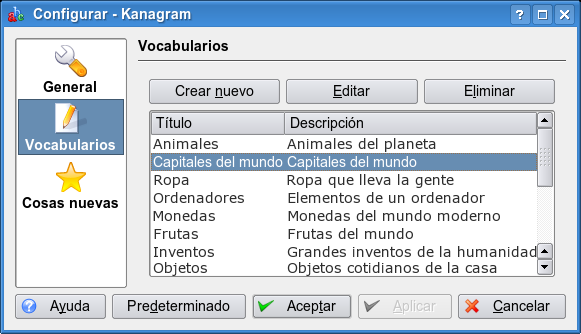 Configurar - Kanagram
General
Vocabularios
Cosas nuevas
Vocabularios
Crear nuevo Editar Eliminar
Título Descripción
Animales Animales del planeta
Capitales del mundo Capitales del mundo
Ropa Ropa que lleva la gente
Ordenadores Elementos de un ordenador
Monedas Monedas del mundo moderno
Frutas Frutas del mundo
Inventos Grandes inventos de la humanidad
Objetos Objetos cotidianos de la casa
Ayuda Predeterminado Aceptar Aplicar Cancelar